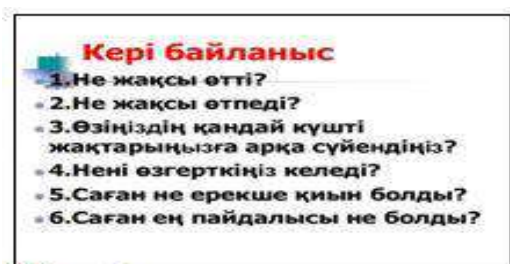 Кері байланыс
1.Не жақсы өтті?
2.Не жақсы өтпеді?
3.Өзіңіздің қандай күшті
жақтарыңызға арқа сүйендіңіз?
4.Нені өзгерткіңіз келеді?
5.Саған не ерекше қиын болды?
6.Саған ең пайдалысы не болды?